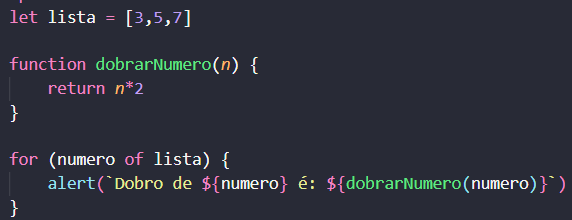 let lista = [3,5,7]
function dobrarNumero(n) {
return n*2
}
for (numero of lista) {
alert(`Dobro de ${numero} é: ${dobrarNumero(numero)}`)
}